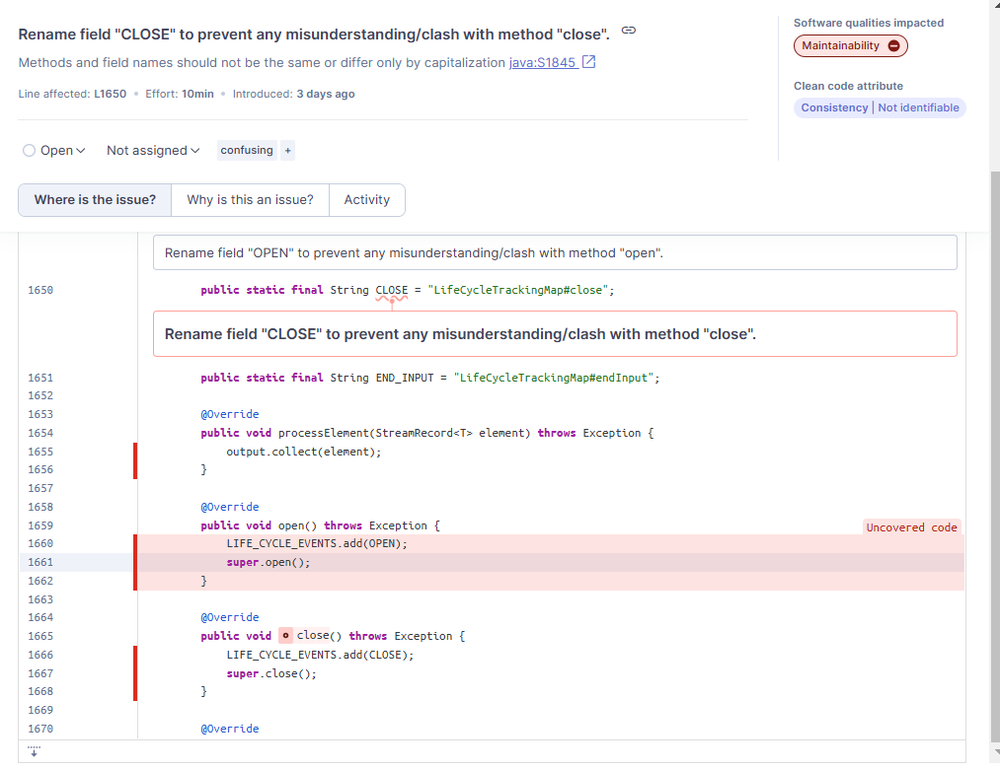 Rename field "CLOSE" to prevent any misunderstanding/clash with method "close".
Methods and field names should not be the same or differ only by capitalization java:S1845
Line affected: L1650 • Effort: 10min • Introduced: 3 days ago
Software qualities impacted
Maintainability
Clean code attribute
Consistency | Not identifiable
Open Not assigned confusing +
Where is the issue? Why is this an issue? Activity
Rename field "OPEN" to prevent any misunderstanding/clash with method "open".
1650 public static final String CLOSE = "LifeCycleTrackingMap#close";
Rename field "CLOSE" to prevent any misunderstanding/clash with method "close".
1651 public static final String END_INPUT = "LifeCycleTrackingMap#endInput";
1652
1653 @Override
1654 public void processElement(StreamRecord<T> element) throws Exception {
1655 output.collect(element);
1656 }
1657
1658 @Override
1659 public void open() throws Exception {
Uncovered code
1660 LIFE_CYCLE_EVENTS.add(OPEN);
1661 super.open();
1662 }
1663
1664 @Override
1665 public void close() throws Exception {
1666 LIFE_CYCLE_EVENTS.add(CLOSE);
1667 super.close();
1668 }
1669
1670 @Override